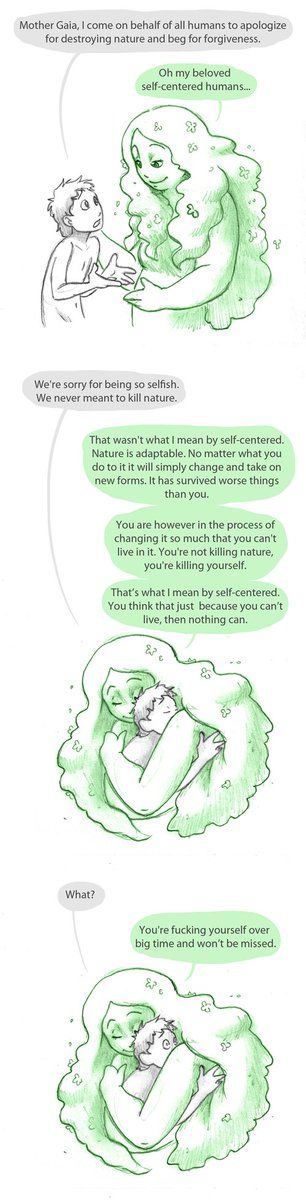 Mother Gaia, I come on behalf of all humans to apologize
for destroying nature and beg for forgiveness.
Oh my beloved
self-centered humans...
We're sorry for being so selfish.
We never meant to kill nature.
That wasn't what I mean by self-centered.
Nature is adaptable. No matter what you
do to it it will simply change and take on
new forms. It has survived worse things
than you.
You are however in the process of
changing it so much that you can't
live in it. You're not killing nature,
you're killing yourself.
That's what I mean by self-centered.
You think that just because you can't
live, then nothing can.
What?
You're fucking yourself over
big time and won't be missed.